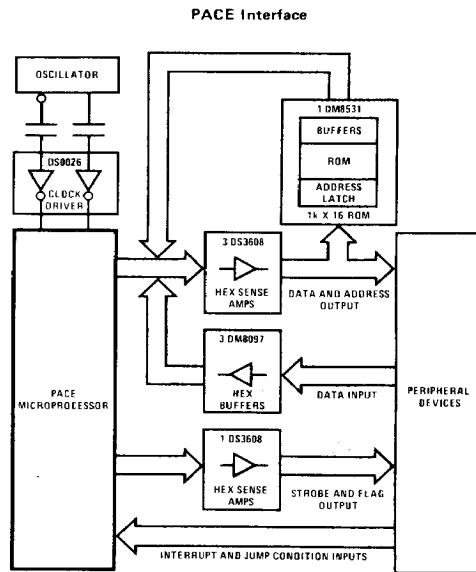 PACE Interface
OSCILLATOR
DS0026
CLOCK
DRIVER
1 DM8531
BUFFERS
ROM
ADDRESS
LATCH
1k X 16 ROM
3 DS3608
HEX SENSE
AMPS
DATA AND ADDRESS
OUTPUT
3 DM8097
HEX
BUFFERS
DATA INPUT
PACE
MICROPROCESSOR
PERIPHERAL
DEVICES
1 DS3608
HEX SENSE
AMPS
STROBE AND FLAG
OUTPUT
INTERRUPT AND JUMP CONDITION INPUTS